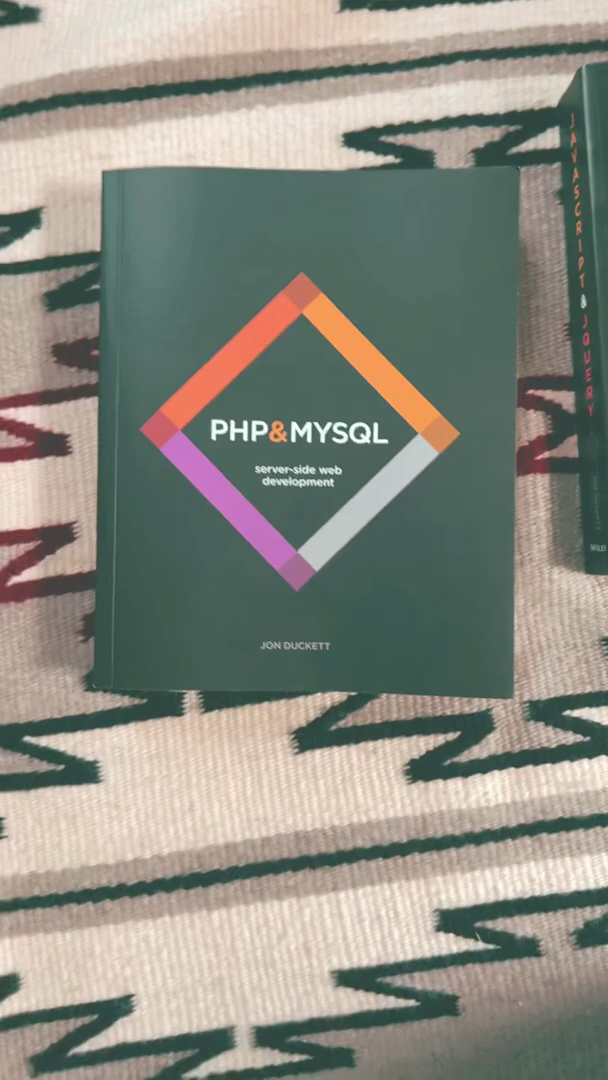 PHP&MYSQL
server-side web
development
JON DUCKETT
JAVASCRIPT & JQUERY